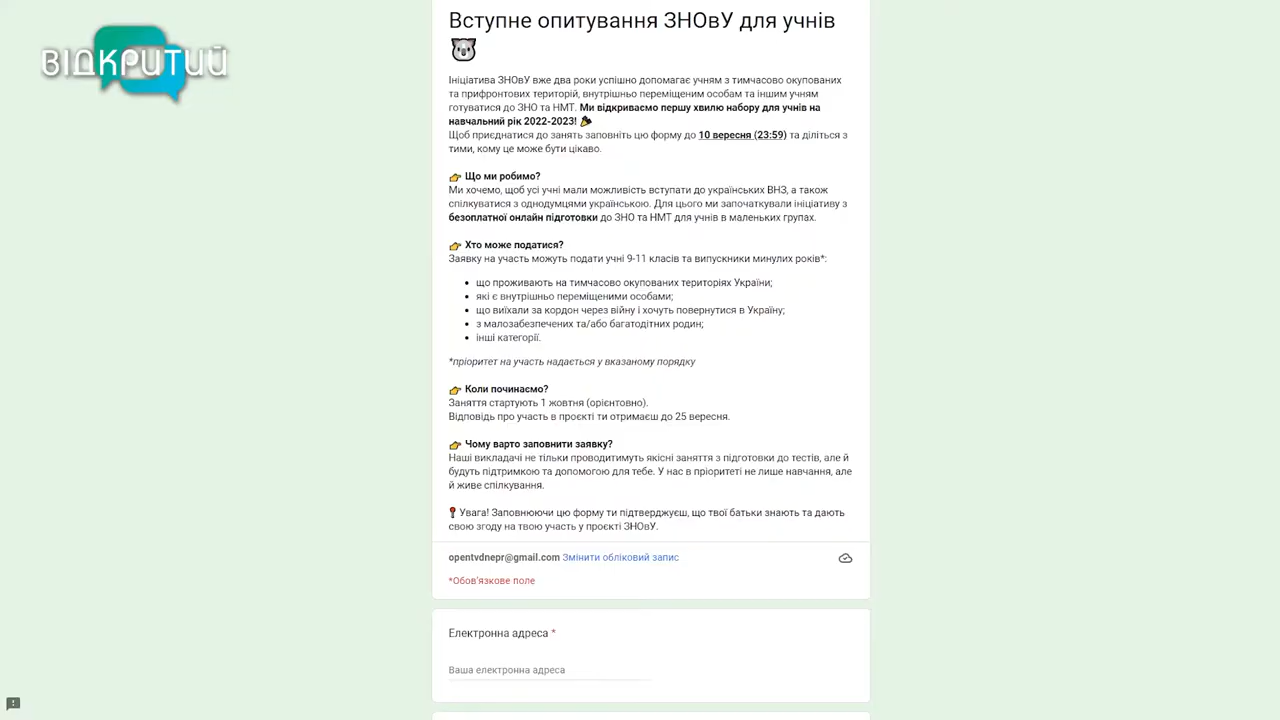 ВІДКРИТИЙ
Вступне опитування ЗНОвУ для учнів
Ініціатива ЗНОвУ вже два роки успішно допомагає учням з тимчасово окупованих
та прифронтових територій, внутрішньо переміщеним особам та іншим учням
готуватися до ЗНО та НМТ. Ми відкриваємо першу хвилю набору для учнів на
навчальний рік 2022-2023!
Щоб приєднатися до занять заповніть цю форму до 10 вересня (23:59) та діліться з
тими, кому це може бути цікаво.
Що ми робимо?
Ми хочемо, щоб усі учні мали можливість вступати до українських ВНЗ, а також
спілкуватися з однодумцями українською. Для цього ми започаткували ініціативу з
безоплатної онлайн підготовки до ЗНО та НМТ для учнів в маленьких групах.
Хто може податися?
Заявку на участь можуть подати учні 9-11 класів та випускники минулих років*:
• що проживають на тимчасово окупованих територіях України;
• які є внутрішньо переміщеними особами;
• що виїхали за кордон через війну і хочуть повернутися в Україну;
• з малозабезпечених та/або багатодітних родин;
• інші категорії.
*пріоритет на участь надається у вказаному порядку
Коли починаємо?
Заняття стартують 1 жовтня (орієнтовно).
Відповідь про участь в проєкті ти отримаєш до 25 вересня.
Чому варто заповнити заявку?
Наші викладачі не тільки проводитимуть якісні заняття з підготовки до тестів, але й
будуть підтримкою та допомогою для тебе. У нас в пріоритеті не лише навчання, але
й живе спілкування.
Увага! Заповнюючи цю форму ти підтверджуєш, що твої батьки знають та дають
свою згоду на твою участь у проєкті ЗНОвУ.
opentvdnepr@gmail.com Змінити обліковий запис
*Обов'язкове поле
Електронна адреса *
Ваша електронна адреса